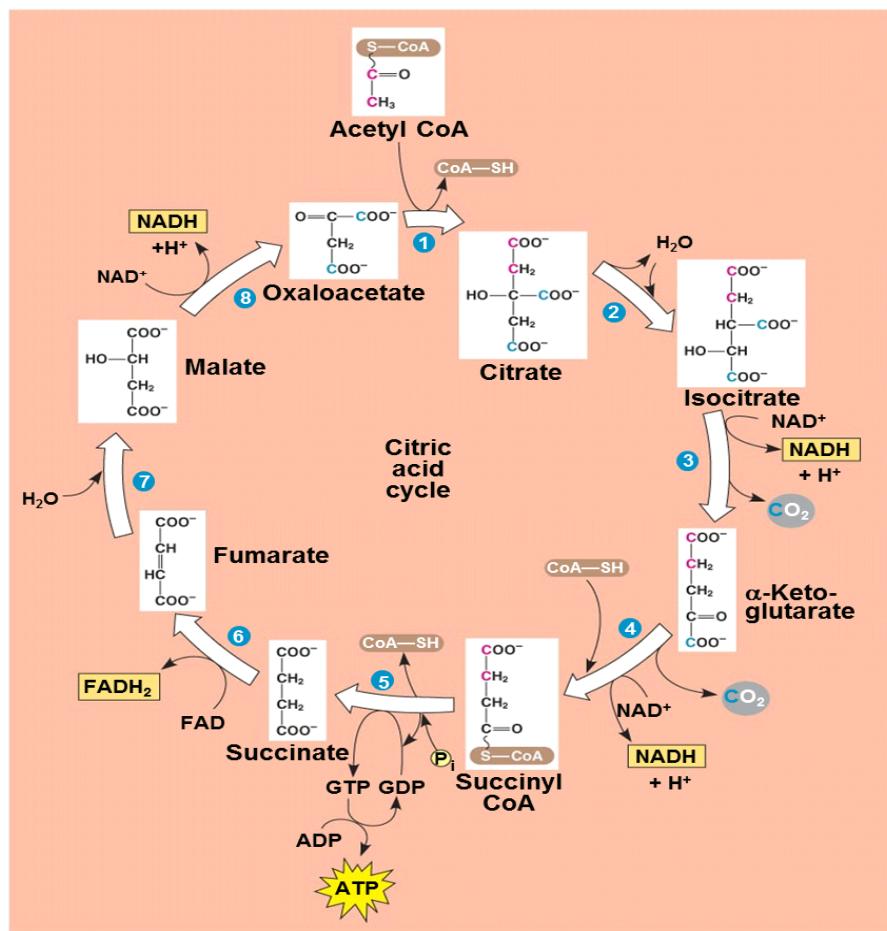 S—CoA
C=O
CH₃
Acetyl CoA
CoA—SH
NADH
+H⁺
NAD⁺
8
O=C—COO⁻
CH₂
COO⁻
Oxaloacetate
1
COO⁻
CH₂
HO—C—COO⁻
CH₂
COO⁻
Citrate
H₂O
2
COO⁻
CH₂
HC—COO⁻
HO—CH
COO⁻
Isocitrate
NAD⁺
NADH
+ H⁺
3
CO₂
COO⁻
CH₂
CH₂
C=O
COO⁻
α-Keto-
glutarate
CoA—SH
4
CO₂
NAD⁺
NADH
+ H⁺
COO⁻
CH₂
CH₂
C=O
S—CoA
Succinyl
CoA
CoA—SH
5
Pi
GTP GDP
ADP
ATP
COO⁻
CH₂
CH₂
COO⁻
Succinate
6
FADH₂
FAD
COO⁻
CH
HC
COO⁻
Fumarate
H₂O
7
COO⁻
HO—CH
CH₂
COO⁻
Malate
Citric
acid
cycle